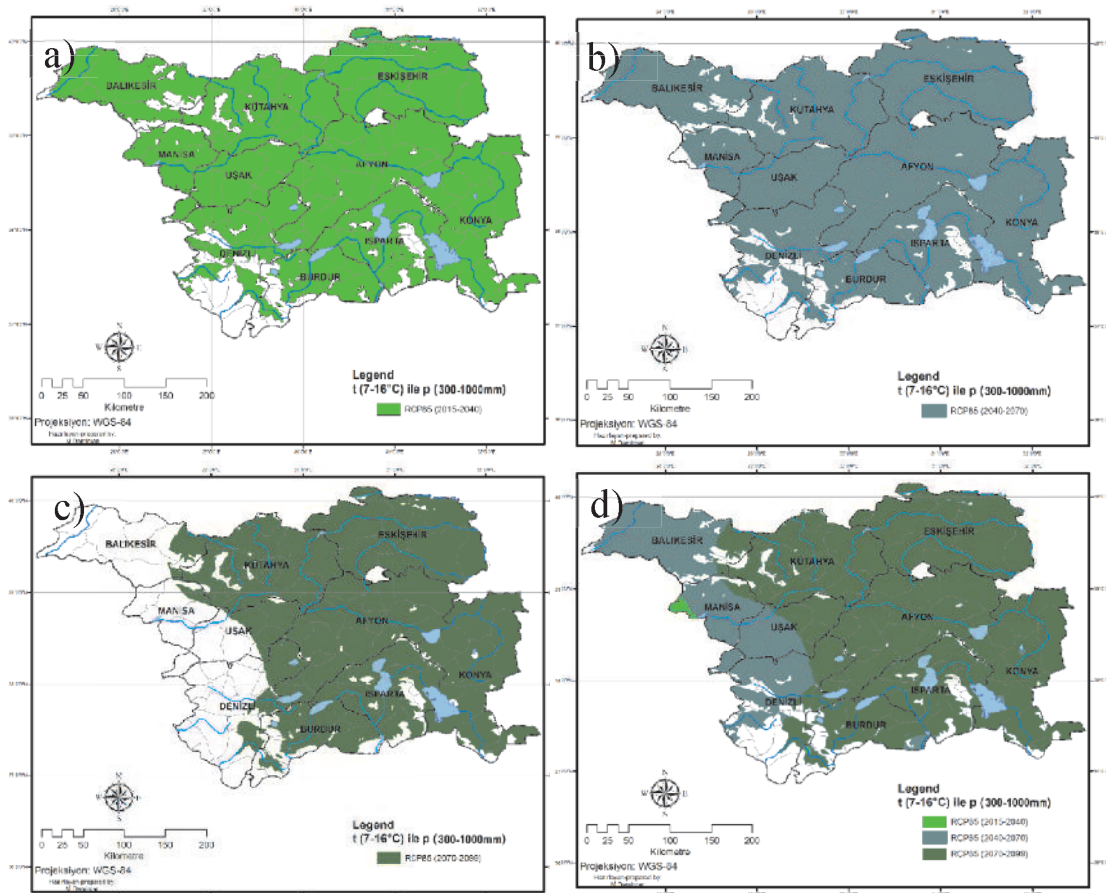 a)
BALIKESİR
ESKİŞEHİR
KÜTAHYA
MANİSA
UŞAK
AFYON
KONYA
ISPARTA
DENİZLİ
BURDUR
N
W E
S
0 25 50 100 150 200
Kilometre
Projeksiyon: WGS-84
Legend
t (7-16°C) ile p (300-1000mm)
RCP85 (2015-2040)
b)
BALIKESİR
ESKİŞEHİR
KÜTAHYA
MANİSA
UŞAK
AFYON
KONYA
ISPARTA
DENİZLİ
BURDUR
N
S
0 25 50 100 150 200
Kilometre
Projeksiyon: WGS-84
Legend
t (7-16°C) ile p (300-1000mm)
RCP85 (2040-2070)
c)
BALIKESİR
ESKİŞEHİR
KÜTAHYA
MANİSA
UŞAK
AFYON
KONYA
ISPARTA
DENİZLİ
BURDUR
S
0 25 50 100 150 200
Kilometre
Projeksiyon: WGS-84
Legend
t (7-16°C) ile p (300-1000mm)
RCP85 (2070-2099)
d)
BALIKESİR
ESKİŞEHİR
KÜTAHYA
MANİSA
UŞAK
AFYON
KONYA
ISPARTA
DENİZLİ
BURDUR
S
0 25 50 100 150 200
Kilometre
Projeksiyon: WGS-84
Legend
t (7-16°C) ile p (300-1000mm)
RCP85 (2015-2040)
RCP85 (2040-2070)
RCP85 (2070-2099)